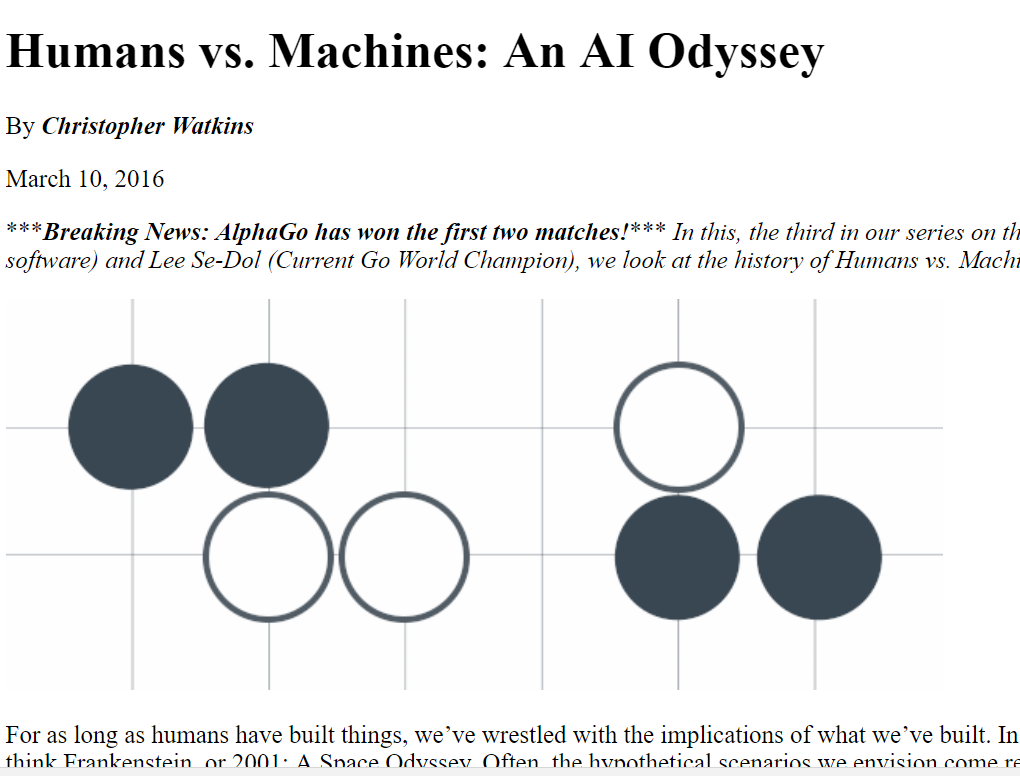 Humans vs. Machines: An AI Odyssey
By Christopher Watkins
March 10, 2016
***Breaking News: AlphaGo has won the first two matches!*** In this, the third in our series on th
software) and Lee Se-Dol (Current Go World Champion), we look at the history of Humans vs. Machi
For as long as humans have built things, we’ve wrestled with the implications of what we’ve built. In
think Frankenstein, or 2001: A Space Odyssey. Often, the hypothetical scenarios we envision come re